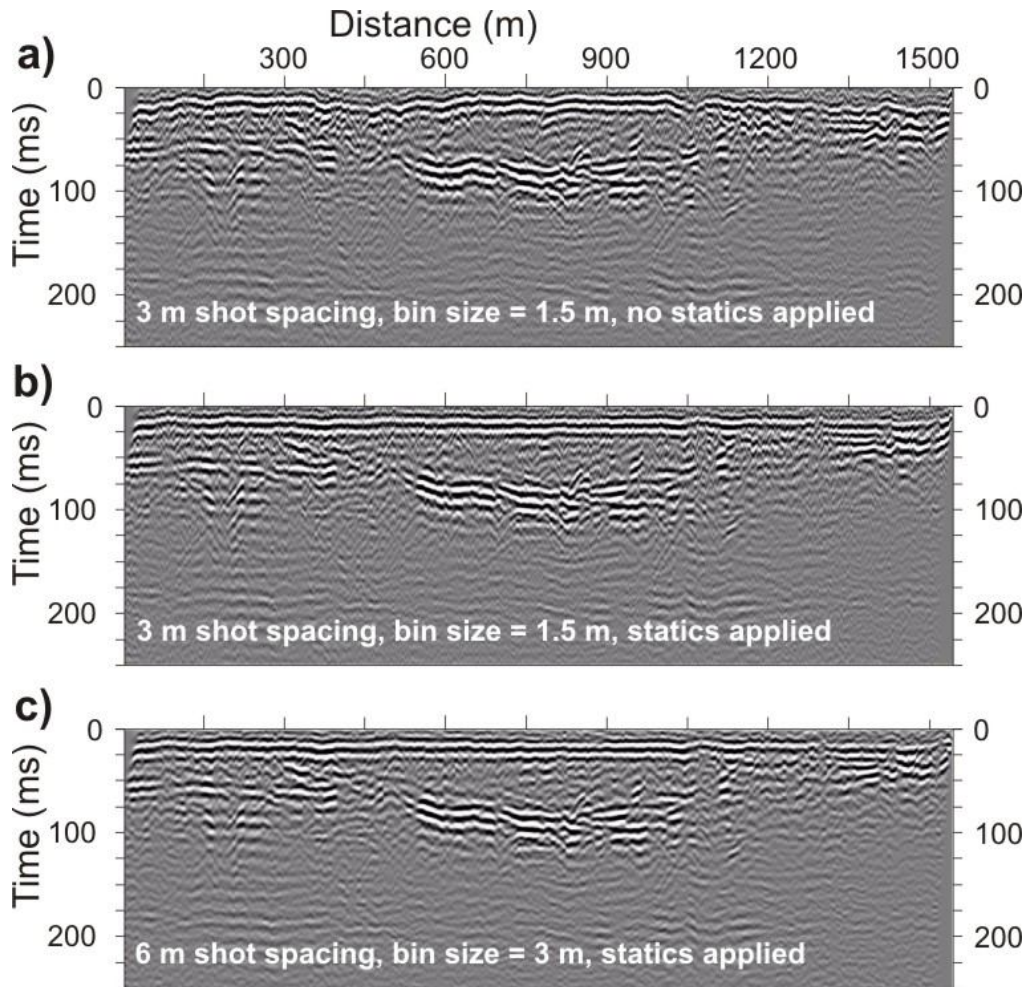 Distance (m)
a)
300 600 900 1200 1500
0 0
Time (ms)
100 100
200 200
3 m shot spacing, bin size = 1.5 m, no statics applied
b)
0 0
Time (ms)
100 100
200 200
3 m shot spacing, bin size = 1.5 m, statics applied
c)
0 0
Time (ms)
100 100
200 200
6 m shot spacing, bin size = 3 m, statics applied